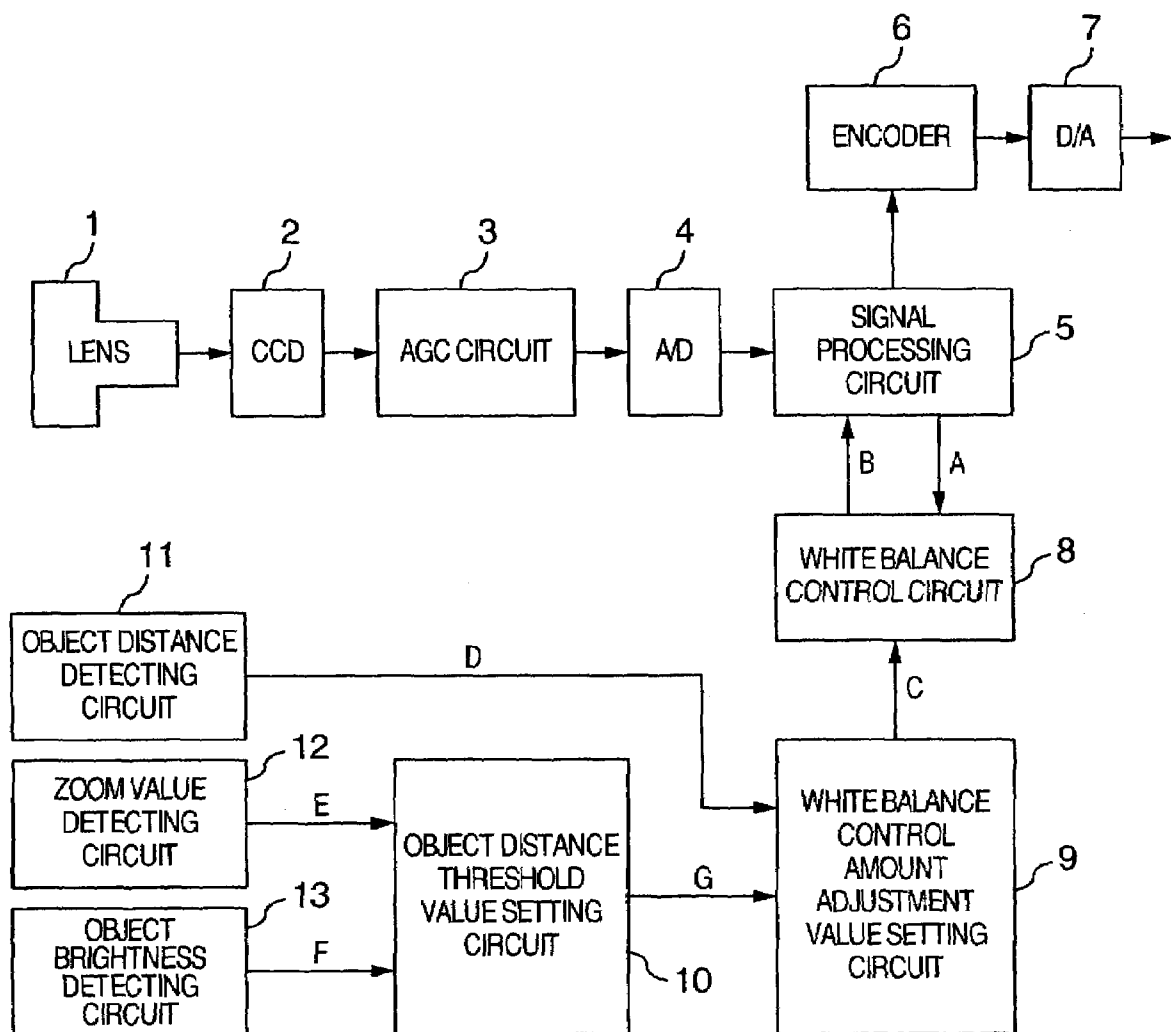 6
7
ENCODER
D/A
1
2
3
4
LENS
CCD
AGC CIRCUIT
A/D
SIGNAL
PROCESSING
CIRCUIT
5
B
A
WHITE BALANCE
CONTROL CIRCUIT
8
11
OBJECT DISTANCE
DETECTING
CIRCUIT
D
C
12
ZOOM VALUE
DETECTING
CIRCUIT
E
OBJECT DISTANCE
THRESHOLD
VALUE SETTING
CIRCUIT
10
G
WHITE BALANCE
CONTROL
AMOUNT
ADJUSTMENT
VALUE SETTING
CIRCUIT
9
13
OBJECT
BRIGHTNESS
DETECTING
CIRCUIT
F